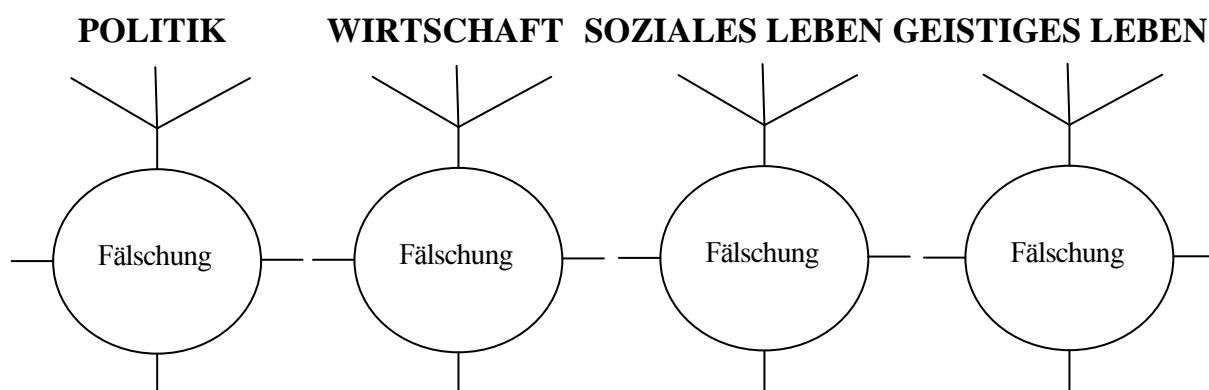 POLITIK WIRTSCHAFT SOZIALES LEBEN GEISTIGES LEBEN
Fälschung Fälschung Fälschung Fälschung